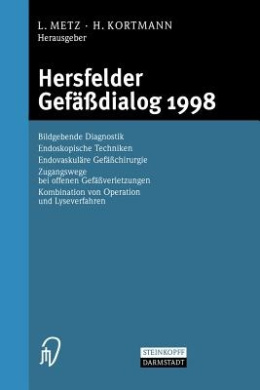 L. METZ · H. KORTMANN
Herausgeber
Hersfelder
Gefäßdialog 1998
Bildgebende Diagnostik
Endoskopische Techniken
Endovaskuläre Gefäßchirurgie
Zugangswege
bei offenen Gefäßverletzungen
Kombination von Operation
und Lyseverfahren
STEINKOPFF
DARMSTADT